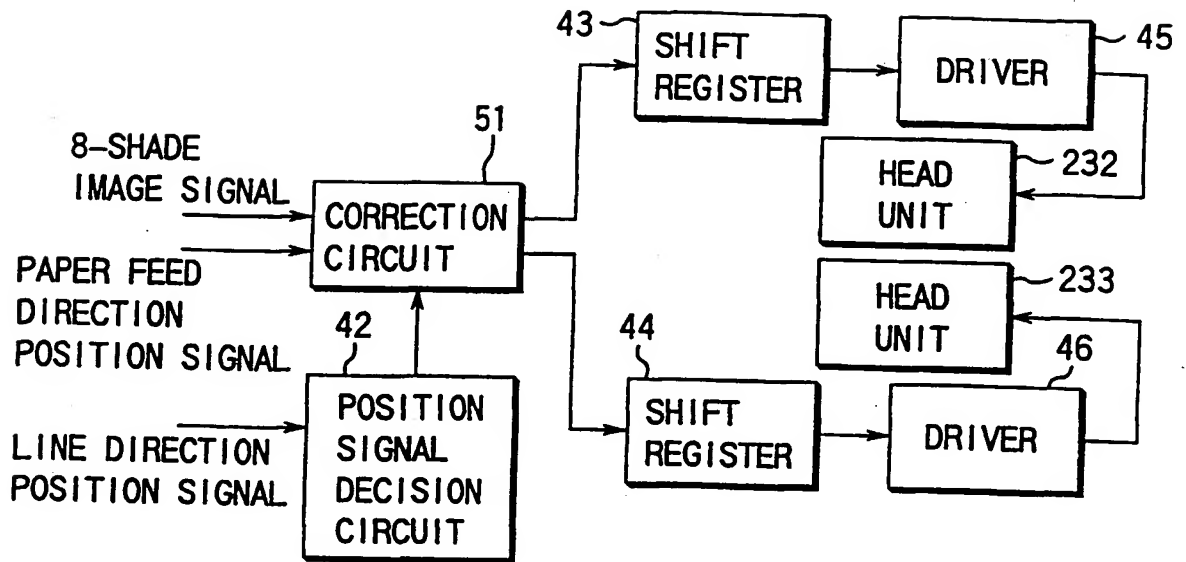 43
SHIFT
REGISTER
45
DRIVER
8-SHADE
IMAGE SIGNAL
51
CORRECTION
CIRCUIT
232
HEAD
UNIT
PAPER FEED
DIRECTION
POSITION SIGNAL
42
233
HEAD
UNIT
LINE DIRECTION
POSITION SIGNAL
POSITION
SIGNAL
DECISION
CIRCUIT
44
SHIFT
REGISTER
46
DRIVER